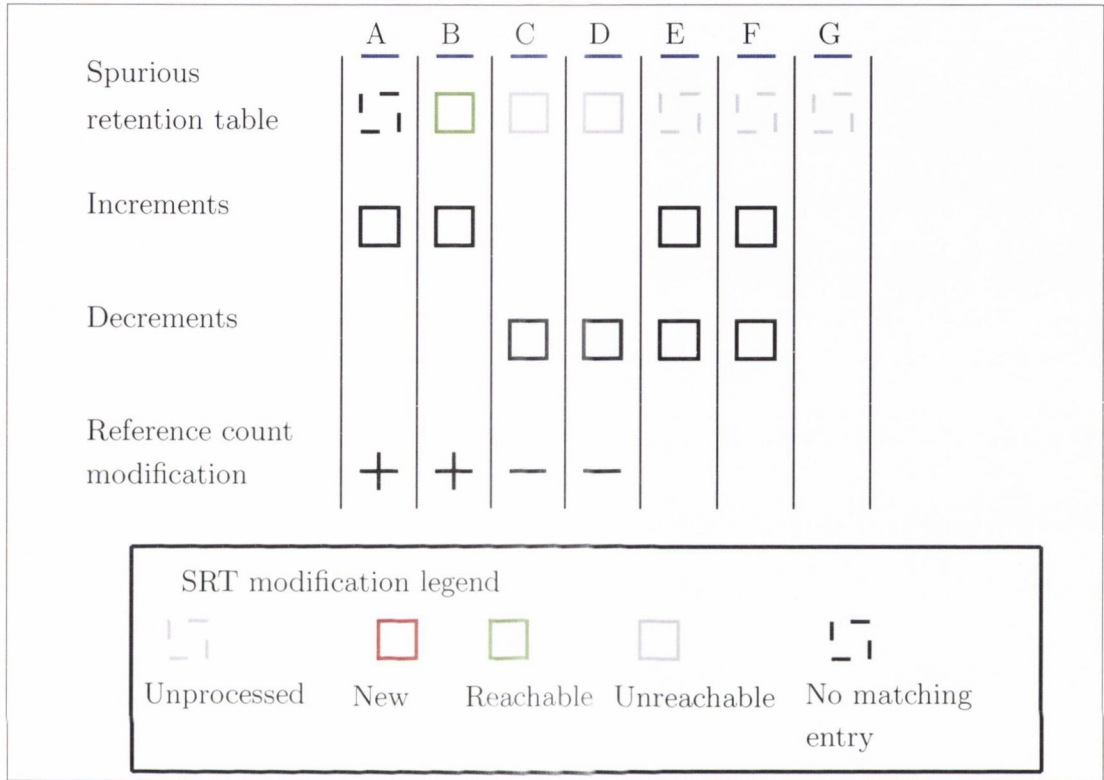 A B C D E F G
Spurious
retention table
Increments
Decrements
Reference count
modification
+ + — —
SRT modification legend
Unprocessed New Reachable Unreachable No matching
entry